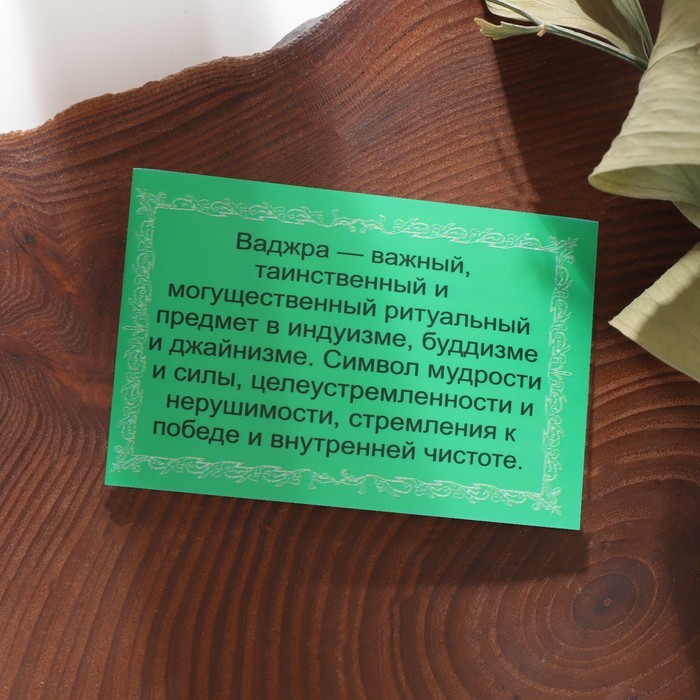 Ваджра — важный,
таинственный и
могущественный ритуальный
предмет в индуизме, буддизме
и джайнизме. Символ мудрости
и силы, целеустремленности и
нерушимости, стремления к
победе и внутренней чистоте.